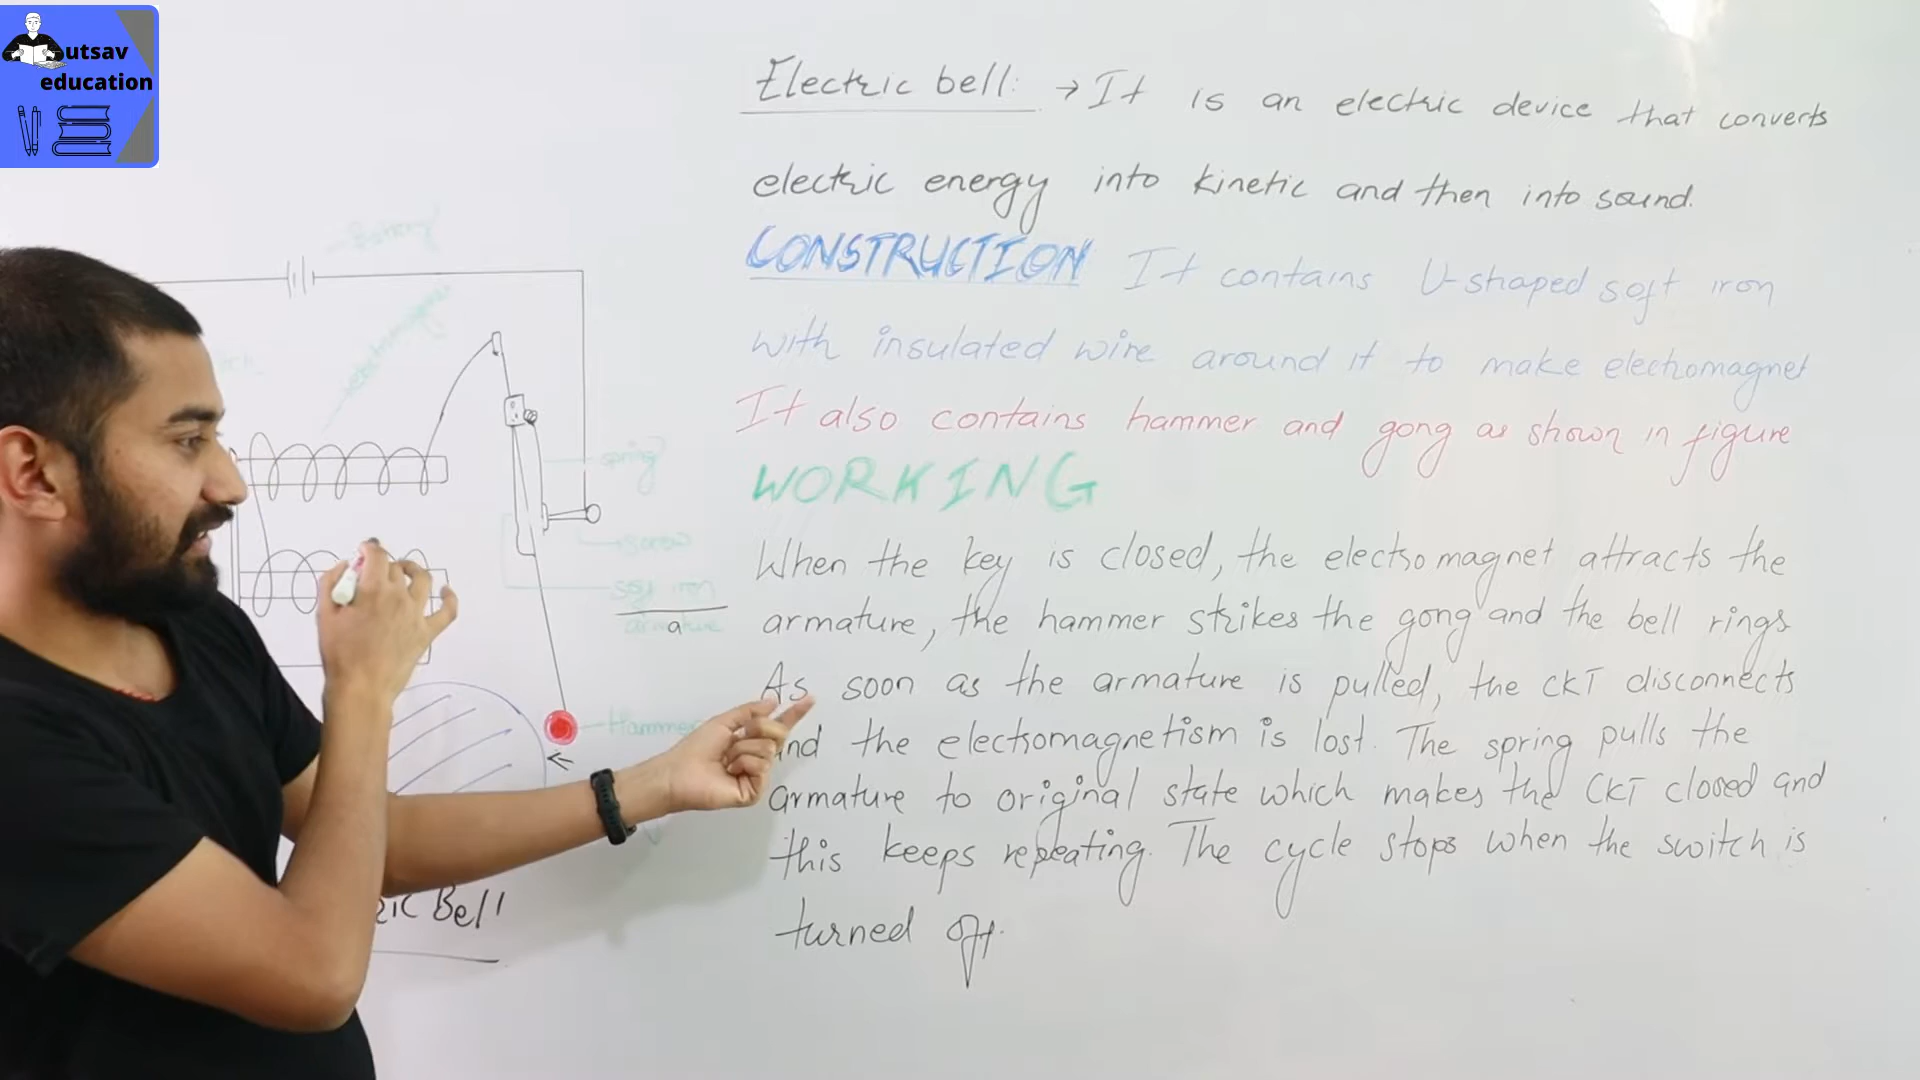 utsav
education
Battery
Electric bell: → It is an electric device that converts
electric energy into kinetic and then into sound.
CONSTRUCTION It contains U-shaped soft iron
with insulated wire around it to make electromagnet
It also contains hammer and gong as shown in figure
WORKING
When the key is closed, the electromagnet attracts the
armature, the hammer strikes the gong and the bell rings
As soon as the armature is pulled, the CKT disconnects
and the electromagnetism is lost. The spring pulls the
armature to original state which makes the CKT closed and
this keeps repeating. The cycle stops when the switch is
turned off.
spring
screw
soft iron
armature
a
Hammer
Bell